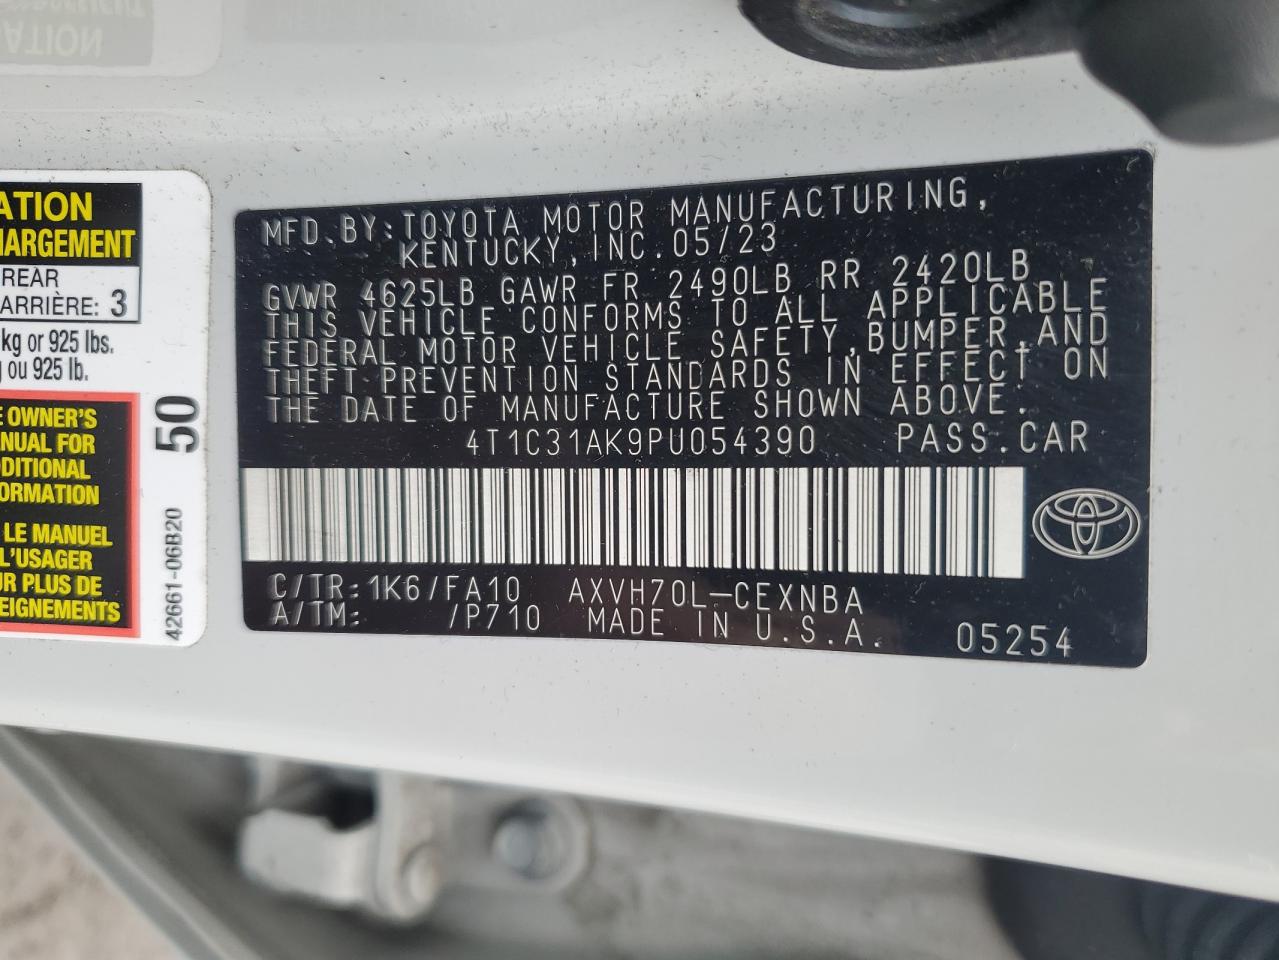 ATION
HARGEMENT
REAR
ARRIÈRE: 3
kg or 925 lbs.
ou 925 lb.
E OWNER'S
ANUAL FOR
DDITIONAL
ORMATION
LE MANUEL
L'USAGER
UR PLUS DE
SEIGNEMENTS
50
42661-06B20
MFD.BY:TOYOTA MOTOR MANUFACTURING,
KENTUCKY,INC.05/23
GVWR 4625LB GAWR FR 2490LB RR 2420LB
THIS VEHICLE CONFORMS TO ALL APPLICABLE
FEDERAL MOTOR VEHICLE SAFETY,BUMPER,AND
THEFT PREVENTION STANDARDS IN EFFECT ON
THE DATE OF MANUFACTURE SHOWN ABOVE.
4T1C31AK9PU054390 PASS.CAR
C/TR:1K6/FA10 AXVH70L-CEXNBA
A/TM: /P710 MADE IN U.S.A. 05254